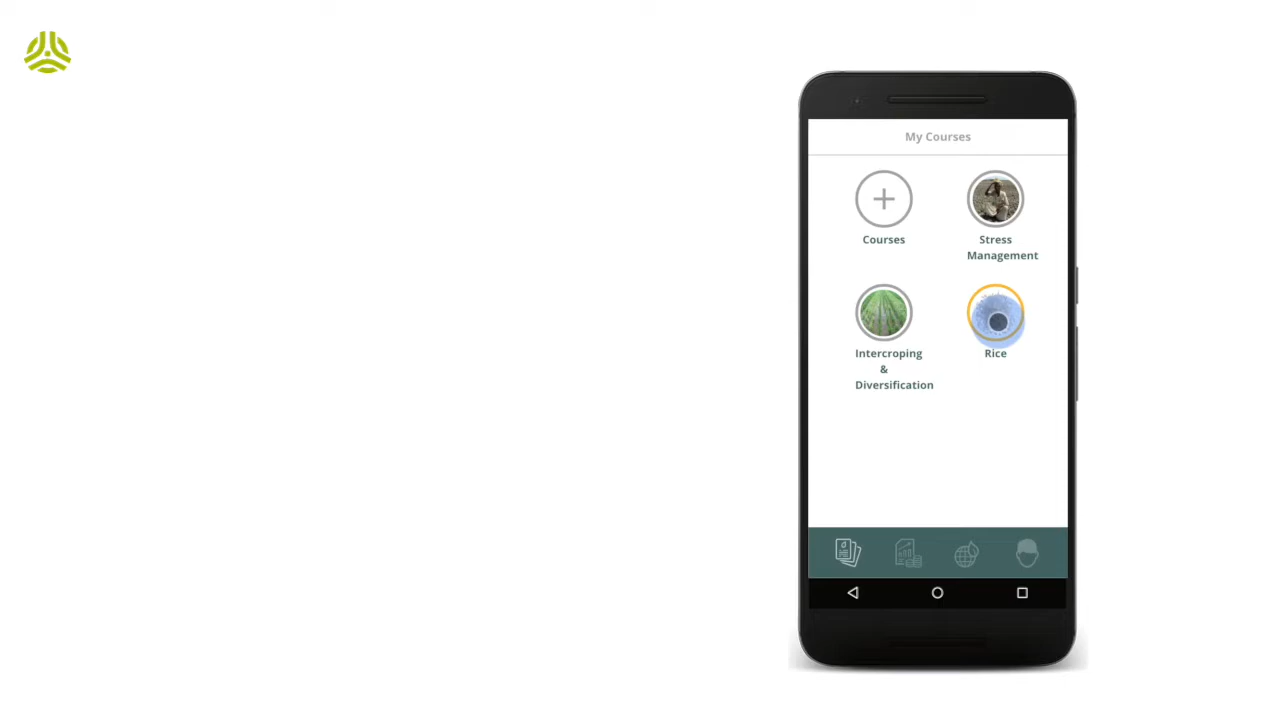 My Courses
Courses
Stress
Management
Intercroping
&
Diversification
Rice